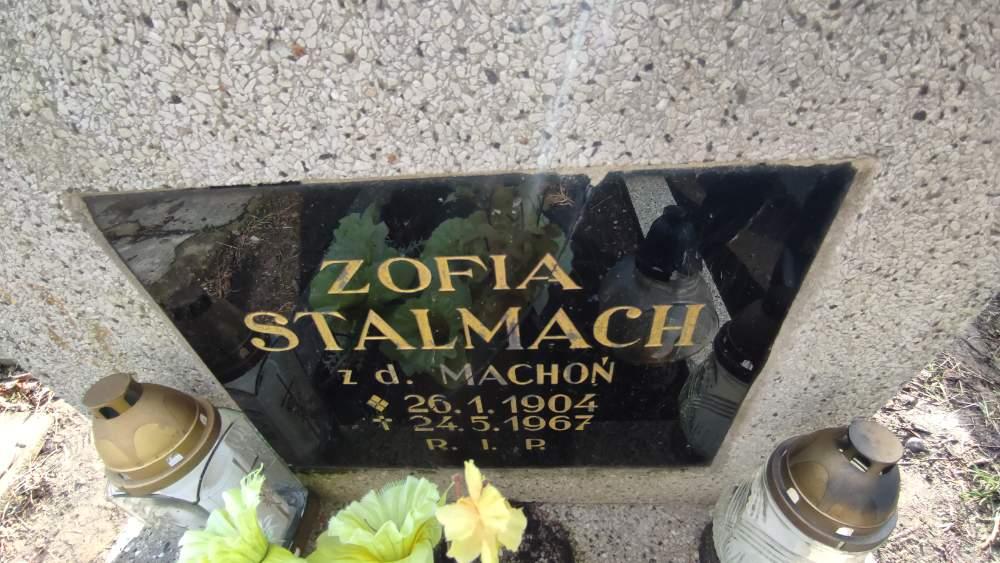 ZOFIA
STALMACH
z d. MACHOŃ
26.1.1904
✝ 24.5.1967
R. I. P.